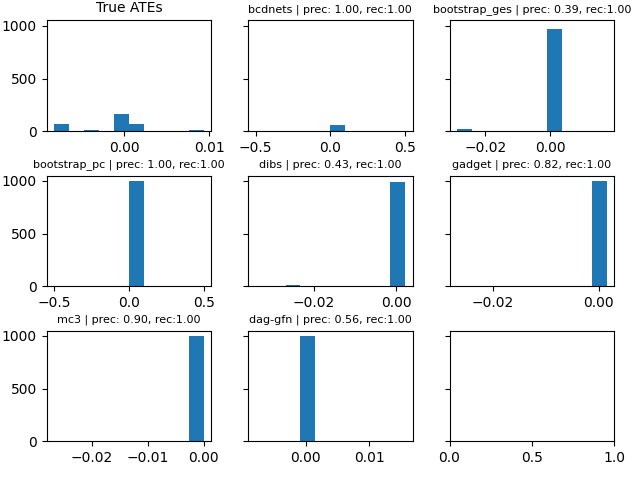 True ATEs
bcdnets | prec: 1.00, rec:1.00
bootstrap_ges | prec: 0.39, rec:1.00
1000
500
0
0.00 0.01
−0.5 0.0 0.5
−0.02 0.00
bootstrap_pc | prec: 1.00, rec:1.00
dibs | prec: 0.43, rec:1.00
gadget | prec: 0.82, rec:1.00
1000
500
0
−0.5 0.0 0.5
−0.02 0.00
−0.02 0.00
mc3 | prec: 0.90, rec:1.00
dag-gfn | prec: 0.56, rec:1.00
1000
500
0
−0.02 −0.01 0.00
0.00 0.01
0.0 0.5 1.0